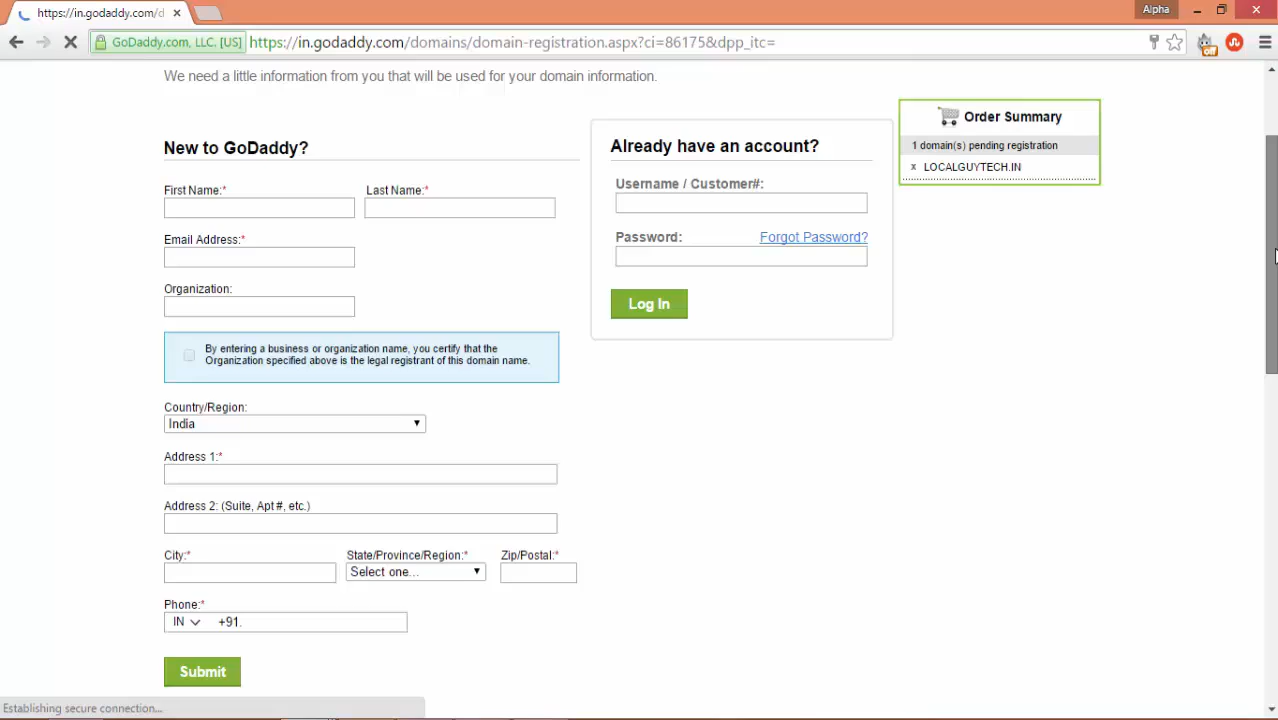 https://in.godaddy.com/d
Alpha
GoDaddy.com, LLC. [US] https://in.godaddy.com/domains/domain-registration.aspx?ci=86175&dpp_itc=
off
We need a little information from you that will be used for your domain information.
Order Summary
1 domain(s) pending registration
x LOCALGUYTECH.IN
New to GoDaddy?
First Name:* Last Name:*
Email Address:*
Organization:
By entering a business or organization name, you certify that the
Organization specified above is the legal registrant of this domain name.
Country/Region:
India
Address 1:*
Address 2: (Suite, Apt #, etc.)
City:* State/Province/Region:* Zip/Postal:*
Select one...
Phone:*
IN +91.
Submit
Already have an account?
Username / Customer#:
Password: Forgot Password?
Log In
Establishing secure connection...